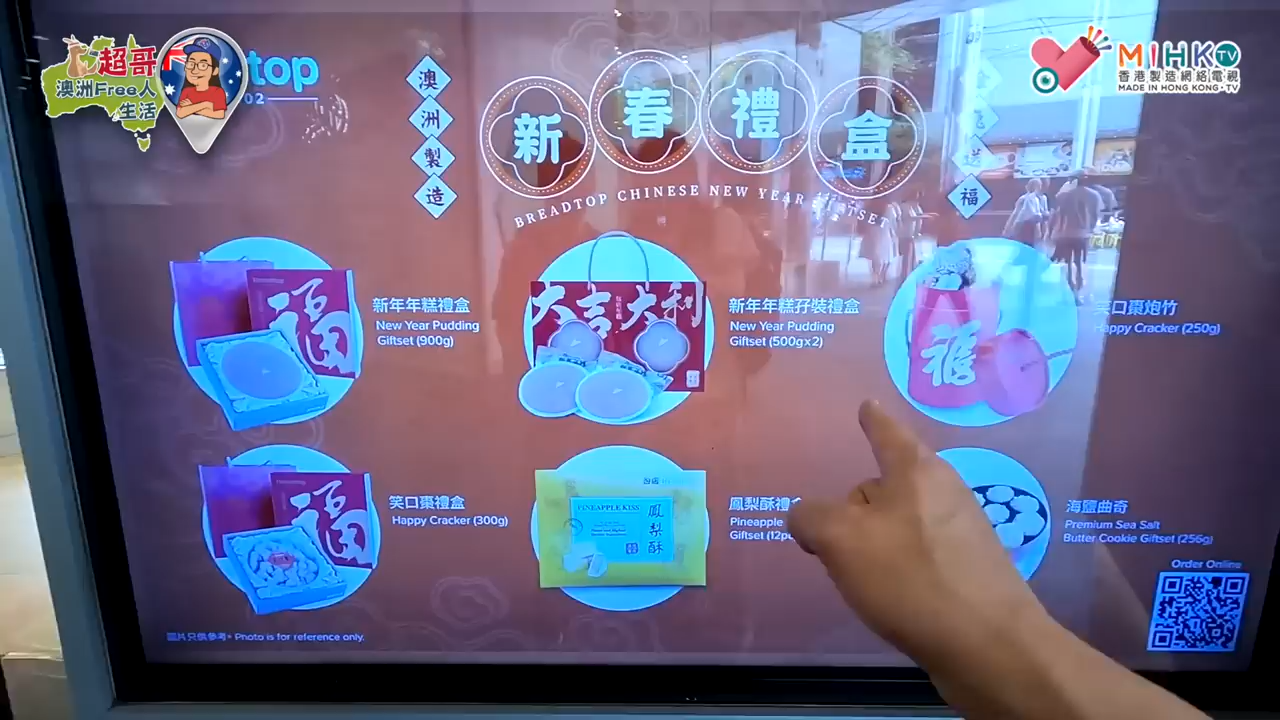 超哥
澳洲Free人
生活
top
02
MIHK TV
香港製造網絡電視
MADE IN HONG KONG • TV
澳洲製造
新春禮盒
福
BREADTOP CHINESE NEW YEAR
福
大吉大利
福
新年年糕禮盒
New Year Pudding
Giftset (900g)
新年年糕孖裝禮盒
New Year Pudding
Giftset (500gx2)
笑口棗炮竹
Happy Cracker (250g)
福
PINEAPPLE KISS
鳳梨酥
笑口棗禮盒
Happy Cracker (300g)
鳳梨酥禮
Pineapple
Giftset
海鹽曲奇
Premium Sea Salt
Butter Cookie Giftset (256g)
Order Online
圖片只供參考• Photo is for reference only.